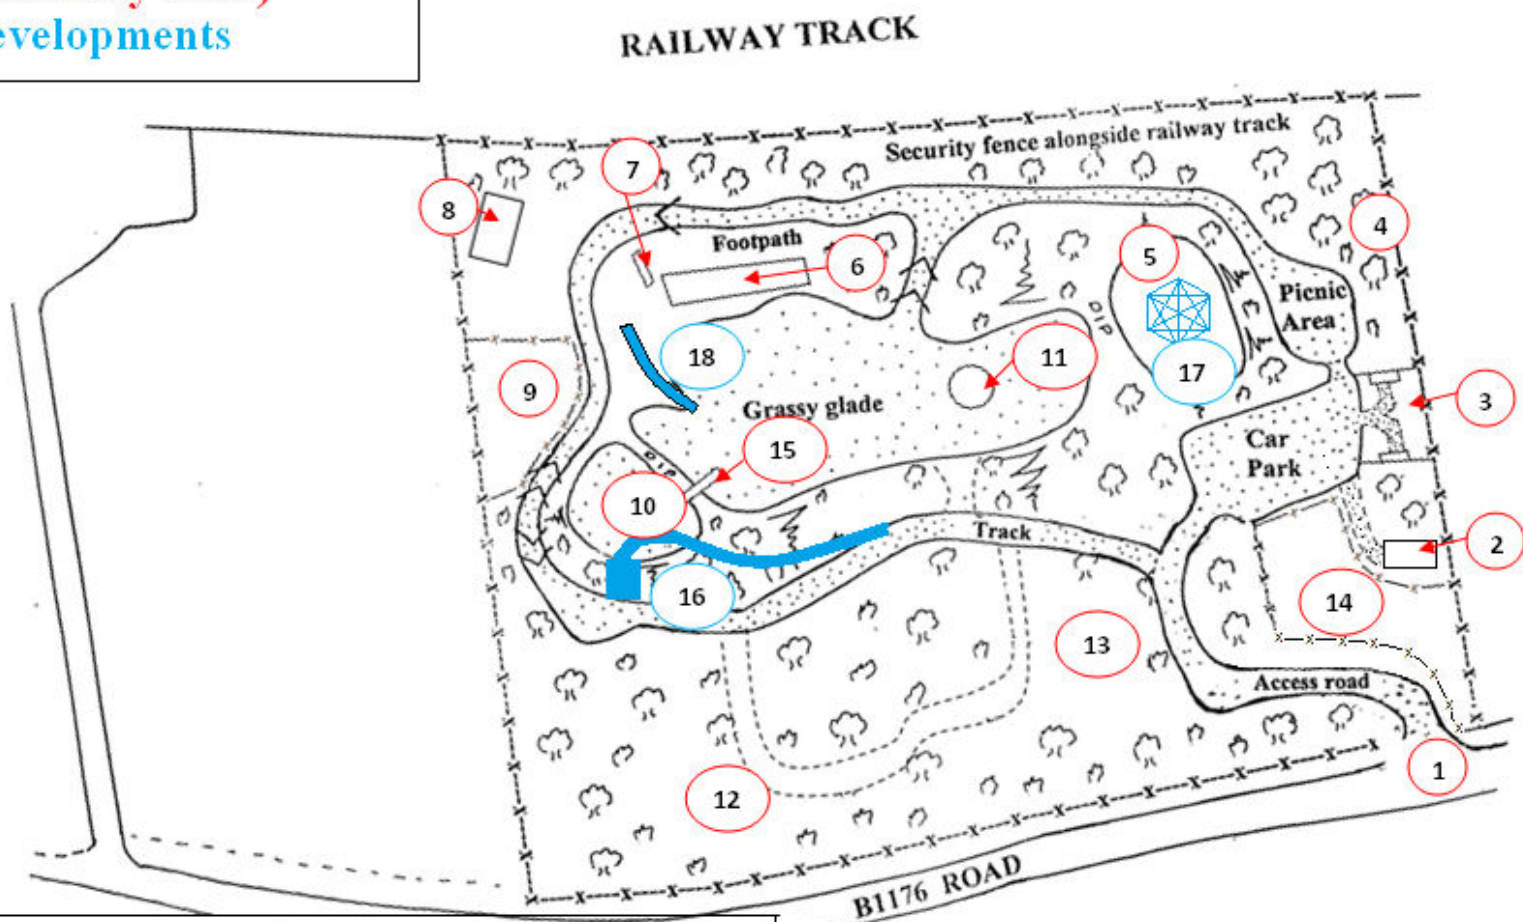 evelopments
RAILWAY TRACK
Security fence alongside railway track
7
8
4
Footpath
6
5
DIP
Picnic
Area
18
11
17
9
Grassy glade
3
15
Car
Park
DIP
10
Track
2
16
14
13
Access road
12
1
B1176 ROAD